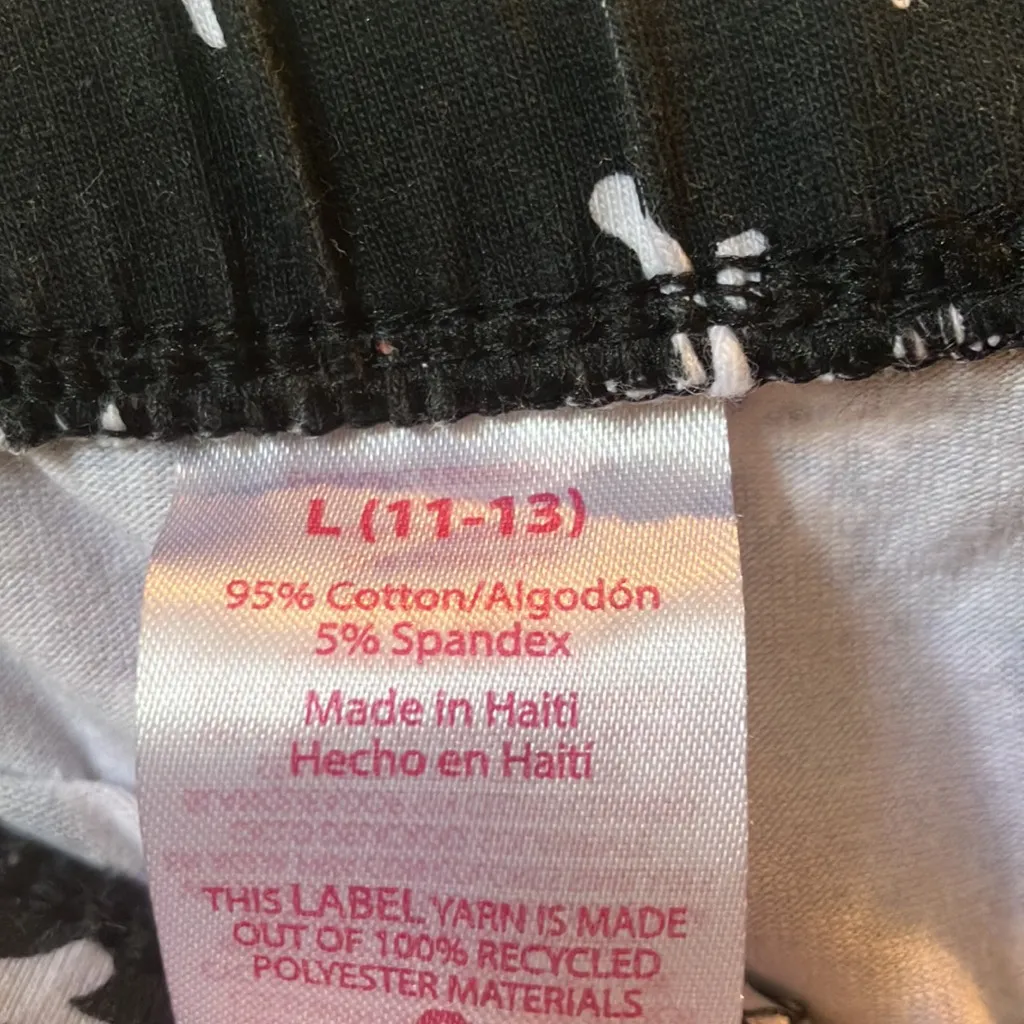 L (11-13)
95% Cotton/Algodón
5% Spandex
Made in Haiti
Hecho en Haití
THIS LABEL YARN IS MADE
OUT OF 100% RECYCLED
POLYESTER MATERIALS